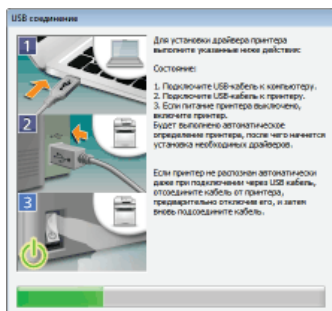 USB соединение
1
2
3
Для установки драйвера принтера
выполните указанные ниже действия:
Состояние:
1. Подключите USB-кабель к компьютеру.
2. Подключите USB-кабель к принтеру.
3. Если питание принтера выключено,
включите принтер.
Будет выполнено автоматическое
определение принтера, после чего начнется
установка необходимых драйверов.
Если принтер не распознан автоматически
даже при подключении через USB кабель,
отсоедините кабель от принтера,
предварительно отключив его, и затем
вновь подсоедините кабель.